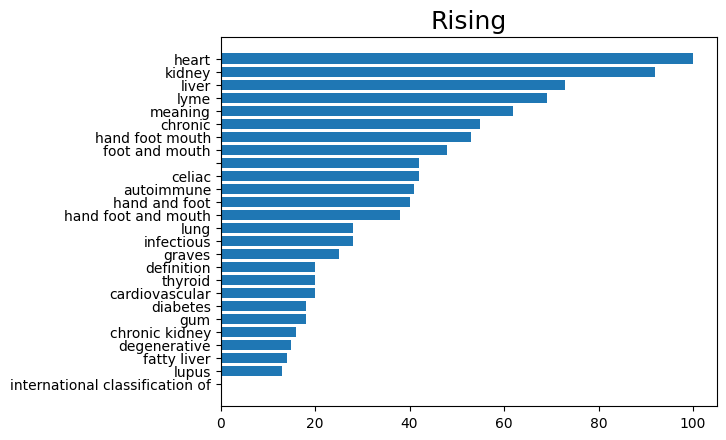 Rising
heart
kidney
liver
lyme
meaning
chronic
hand foot mouth
foot and mouth
celiac
autoimmune
hand and foot
hand foot and mouth
lung
infectious
graves
definition
thyroid
cardiovascular
diabetes
gum
chronic kidney
degenerative
fatty liver
lupus
international classification of
0 20 40 60 80 100